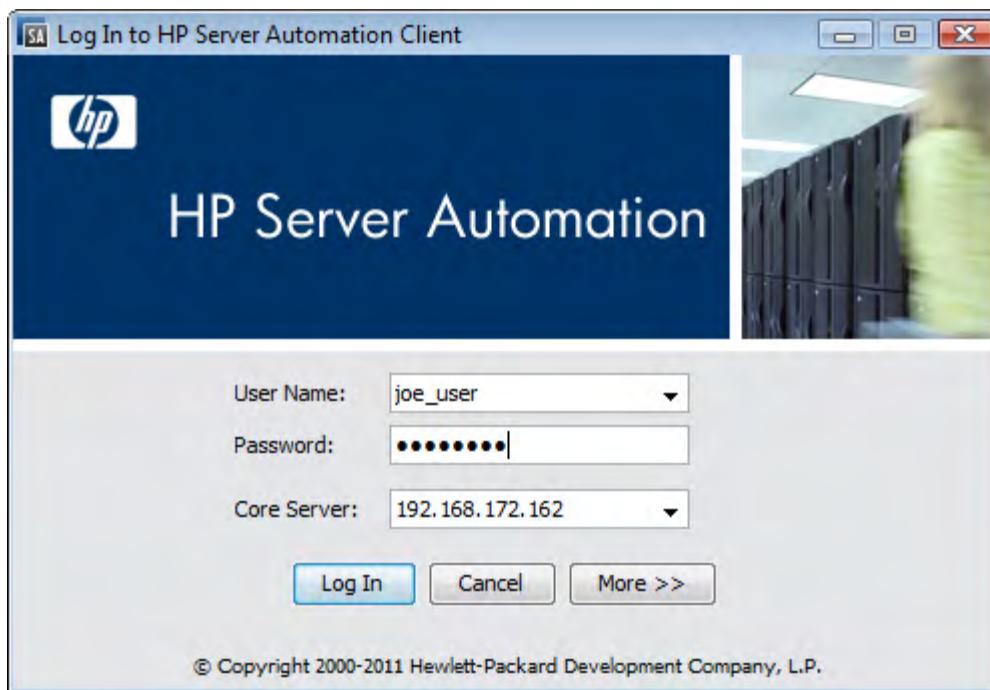 SA Log In to HP Server Automation Client
hp
HP Server Automation
User Name: joe_user
Password: ●●●●●●●●
Core Server: 192.168.172.162
Log In Cancel More >>
© Copyright 2000-2011 Hewlett-Packard Development Company, L.P.